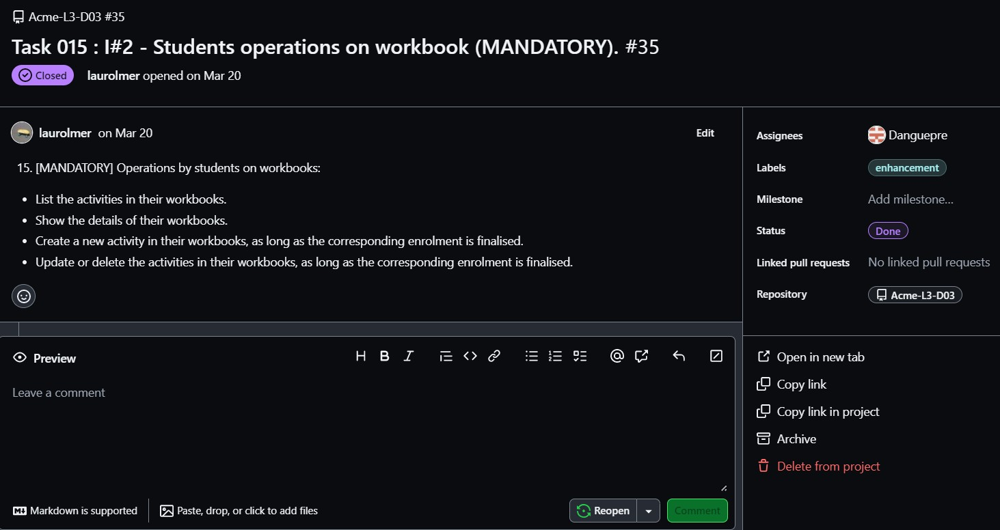 Acme-L3-D03 #35
Task 015 : I#2 - Students operations on workbook (MANDATORY). #35
Closed
laurolmer opened on Mar 20
laurolmer on Mar 20
Edit
15. [MANDATORY] Operations by students on workbooks:
• List the activities in their workbooks.
• Show the details of their workbooks.
• Create a new activity in their workbooks, as long as the corresponding enrolment is finalised.
• Update or delete the activities in their workbooks, as long as the corresponding enrolment is finalised.
Preview
Leave a comment
Markdown is supported
Paste, drop, or click to add files
Reopen
Comment
Assignees
Danguepre
Labels
enhancement
Milestone
Add milestone...
Status
Done
Linked pull requests
No linked pull requests
Repository
Acme-L3-D03
Open in new tab
Copy link
Copy link in project
Archive
Delete from project